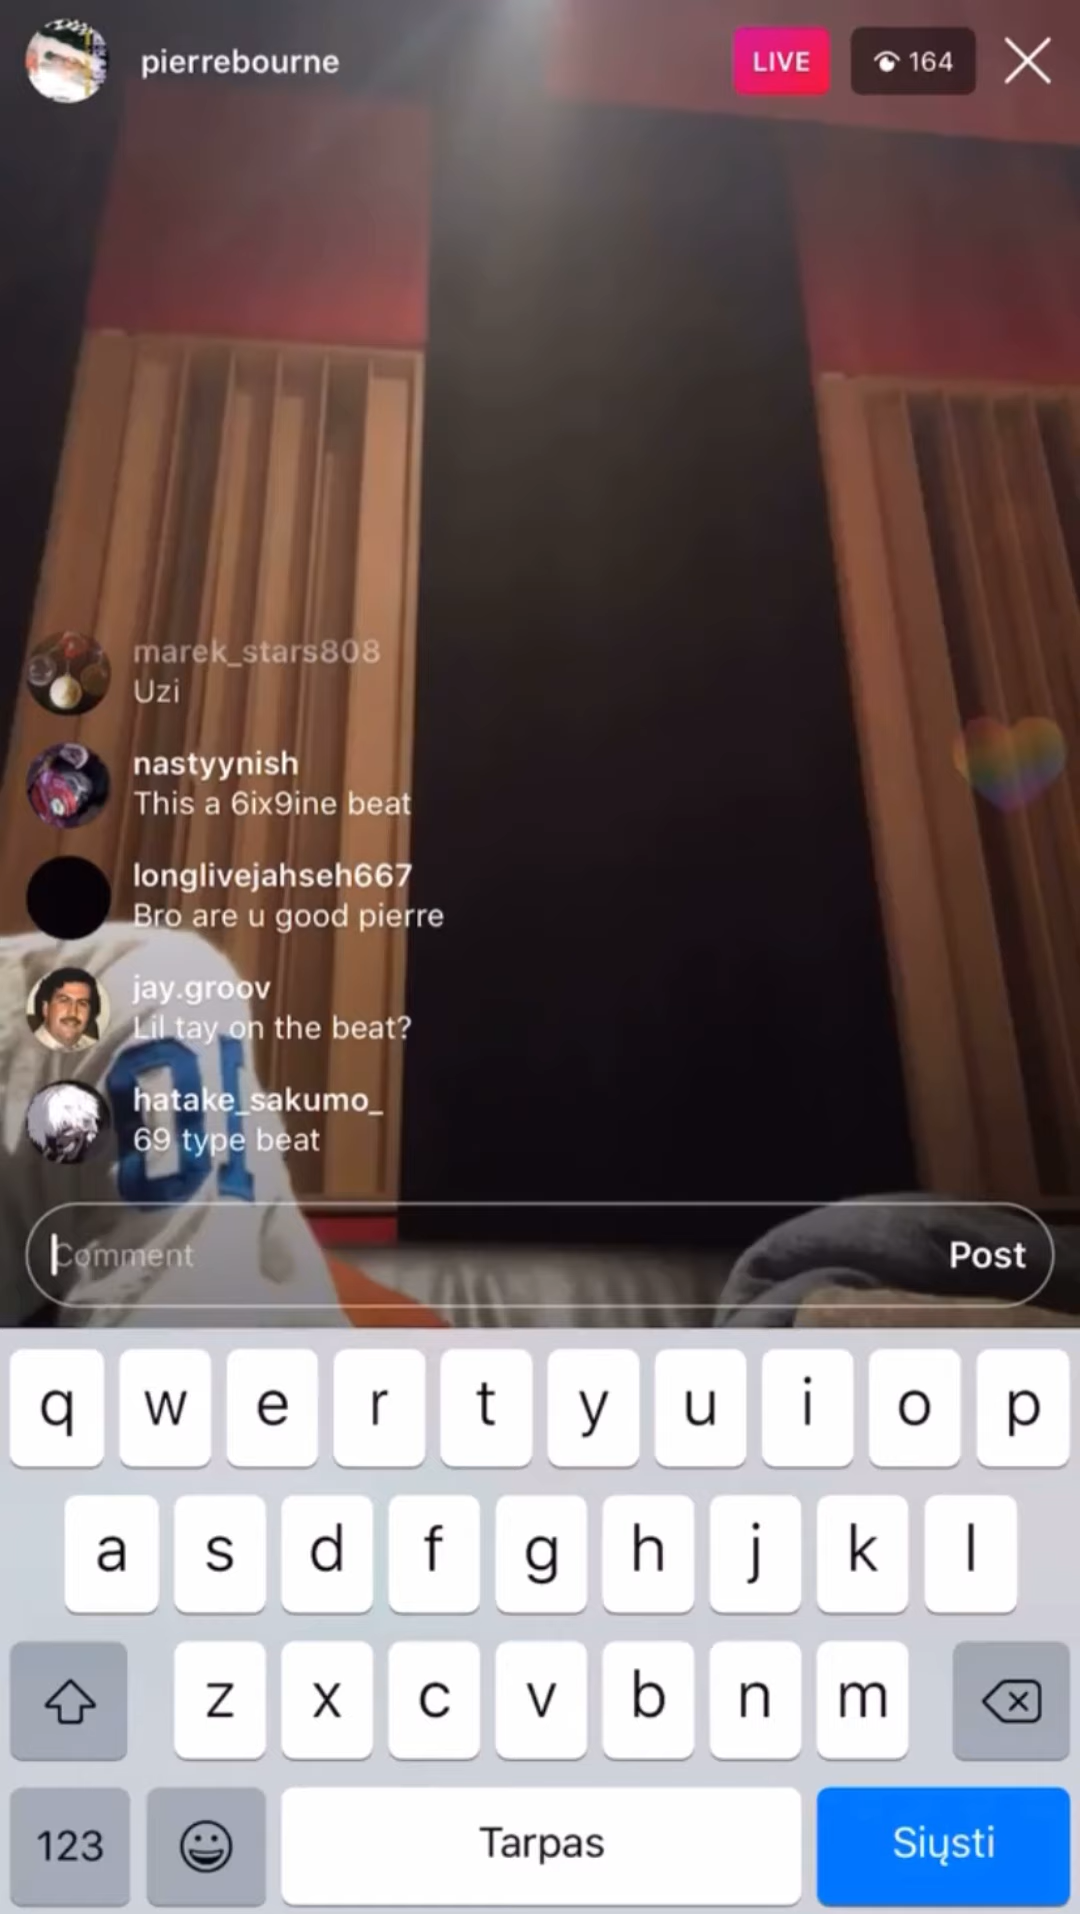 pierrebourne
LIVE
164
marek_stars808
Uzi
nastyynish
This a 6ix9ine beat
longlivejahseh667
Bro are u good pierre
jay.groov
Lil tay on the beat?
hatake_sakumo_
69 type beat
Comment
Post
q w e r t y u i o p
a s d f g h j k l
z x c v b n m
123
Tarpas
Siųsti